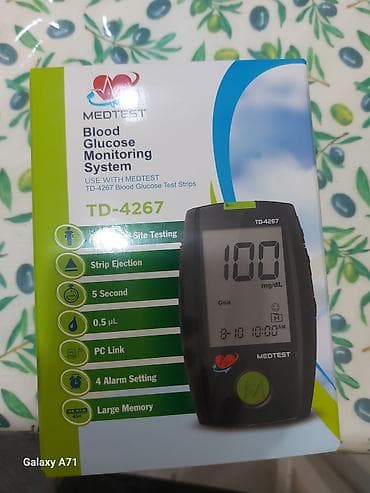 MEDTEST
Blood
Glucose
Monitoring
System
USE WITH MEDTEST
TD-4267 Blood Glucose Test Strips
TD-4267
Site Testing
Strip Ejection
5 Second
0.5 µL
PC Link
4 Alarm Setting
Large Memory
TD-4267
100
mg/dL
8-10 10:00 AM
MEDTEST
Galaxy A71